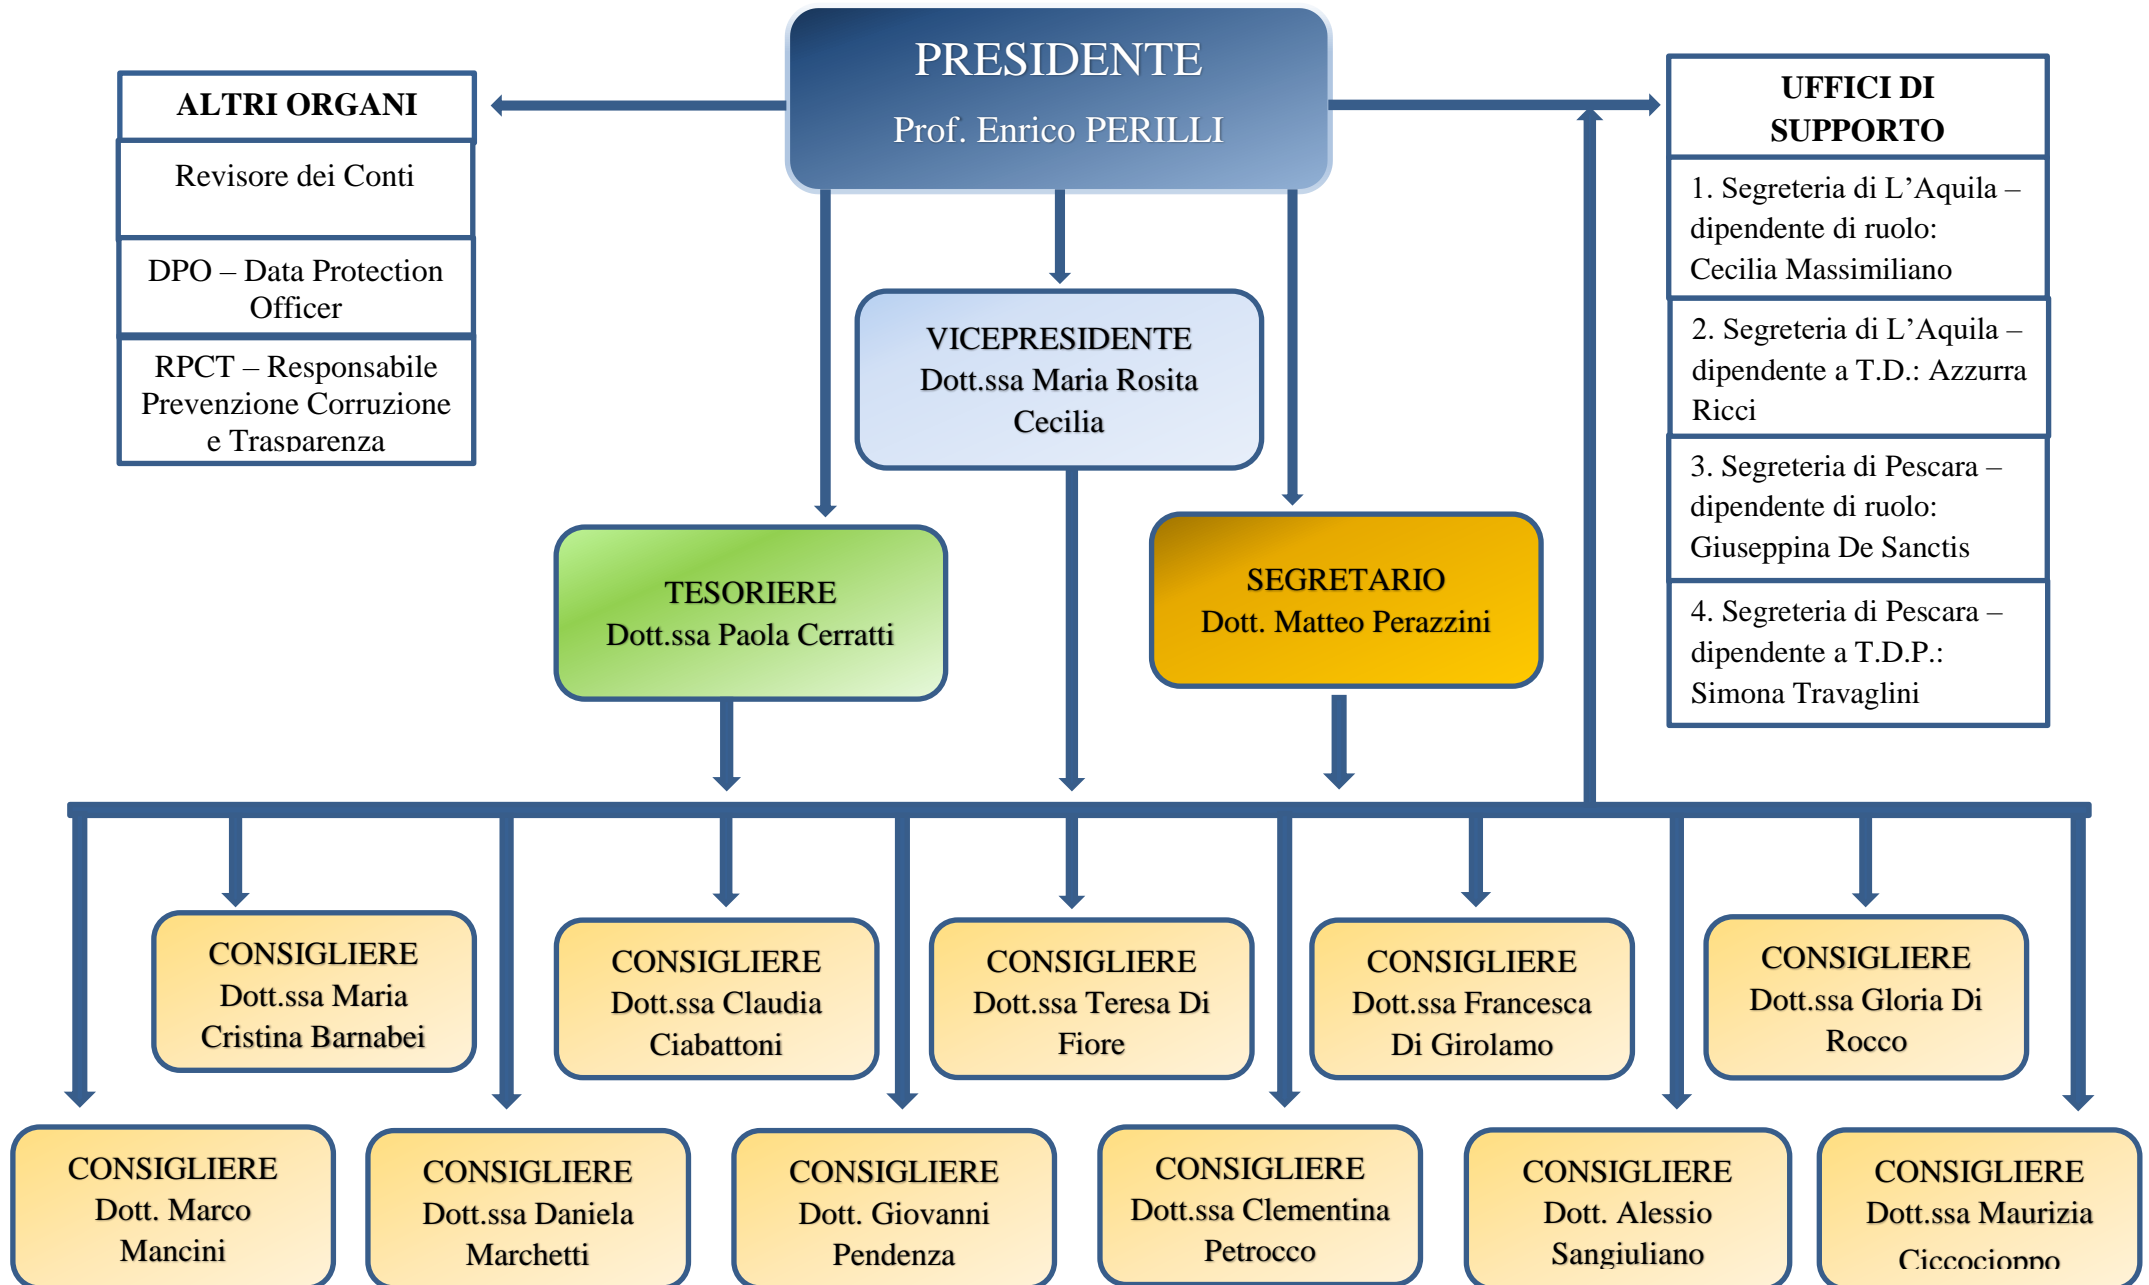 PRESIDENTE
Prof. Enrico PERILLI
ALTRI ORGANI
Revisore dei Conti
DPO – Data Protection
Officer
RPCT – Responsabile
Prevenzione Corruzione
e Trasparenza
UFFICI DI
SUPPORTO
1. Segreteria di L’Aquila –
dipendente di ruolo:
Cecilia Massimiliano
2. Segreteria di L’Aquila –
dipendente a T.D.: Azzurra
Ricci
3. Segreteria di Pescara –
dipendente di ruolo:
Giuseppina De Sanctis
4. Segreteria di Pescara –
dipendente a T.D.P.:
Simona Travaglini
VICEPRESIDENTE
Dott.ssa Maria Rosita
Cecilia
TESORIERE
Dott.ssa Paola Cerratti
SEGRETARIO
Dott. Matteo Perazzini
CONSIGLIERE
Dott.ssa Maria
Cristina Barnabei
CONSIGLIERE
Dott.ssa Claudia
Ciabattoni
CONSIGLIERE
Dott.ssa Teresa Di
Fiore
CONSIGLIERE
Dott.ssa Francesca
Di Girolamo
CONSIGLIERE
Dott.ssa Gloria Di
Rocco
CONSIGLIERE
Dott. Marco
Mancini
CONSIGLIERE
Dott.ssa Daniela
Marchetti
CONSIGLIERE
Dott. Giovanni
Pendenza
CONSIGLIERE
Dott.ssa Clementina
Petrocco
CONSIGLIERE
Dott. Alessio
Sangiuliano
CONSIGLIERE
Dott.ssa Maurizia
Ciccocioppo